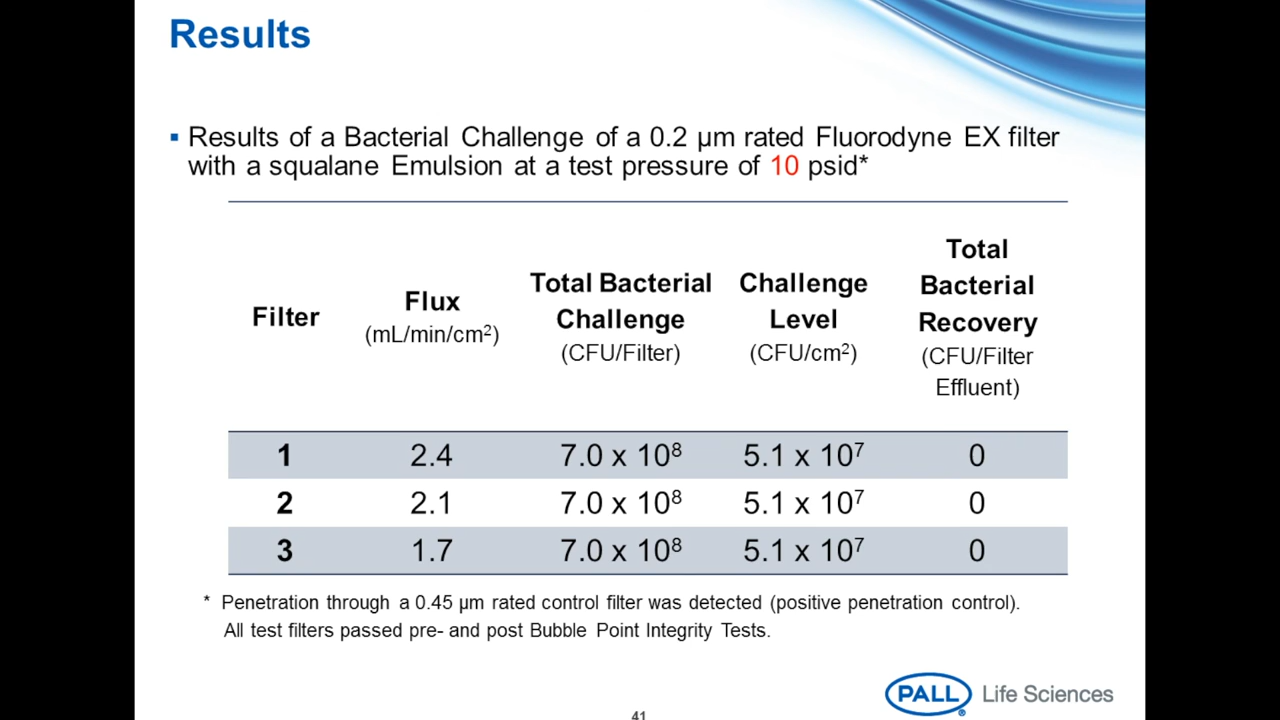 Results
▪ Results of a Bacterial Challenge of a 0.2 µm rated Fluorodyne EX filter
with a squalane Emulsion at a test pressure of 10 psid*
Filter
Flux
(mL/min/cm²)
Total Bacterial
Challenge
(CFU/Filter)
Challenge
Level
(CFU/cm²)
Total
Bacterial
Recovery
(CFU/Filter
Effluent)
1 2.4 7.0 x 10⁸ 5.1 x 10⁷ 0
2 2.1 7.0 x 10⁸ 5.1 x 10⁷ 0
3 1.7 7.0 x 10⁸ 5.1 x 10⁷ 0
* Penetration through a 0.45 µm rated control filter was detected (positive penetration control).
All test filters passed pre- and post Bubble Point Integrity Tests.
PALL® Life Sciences
41